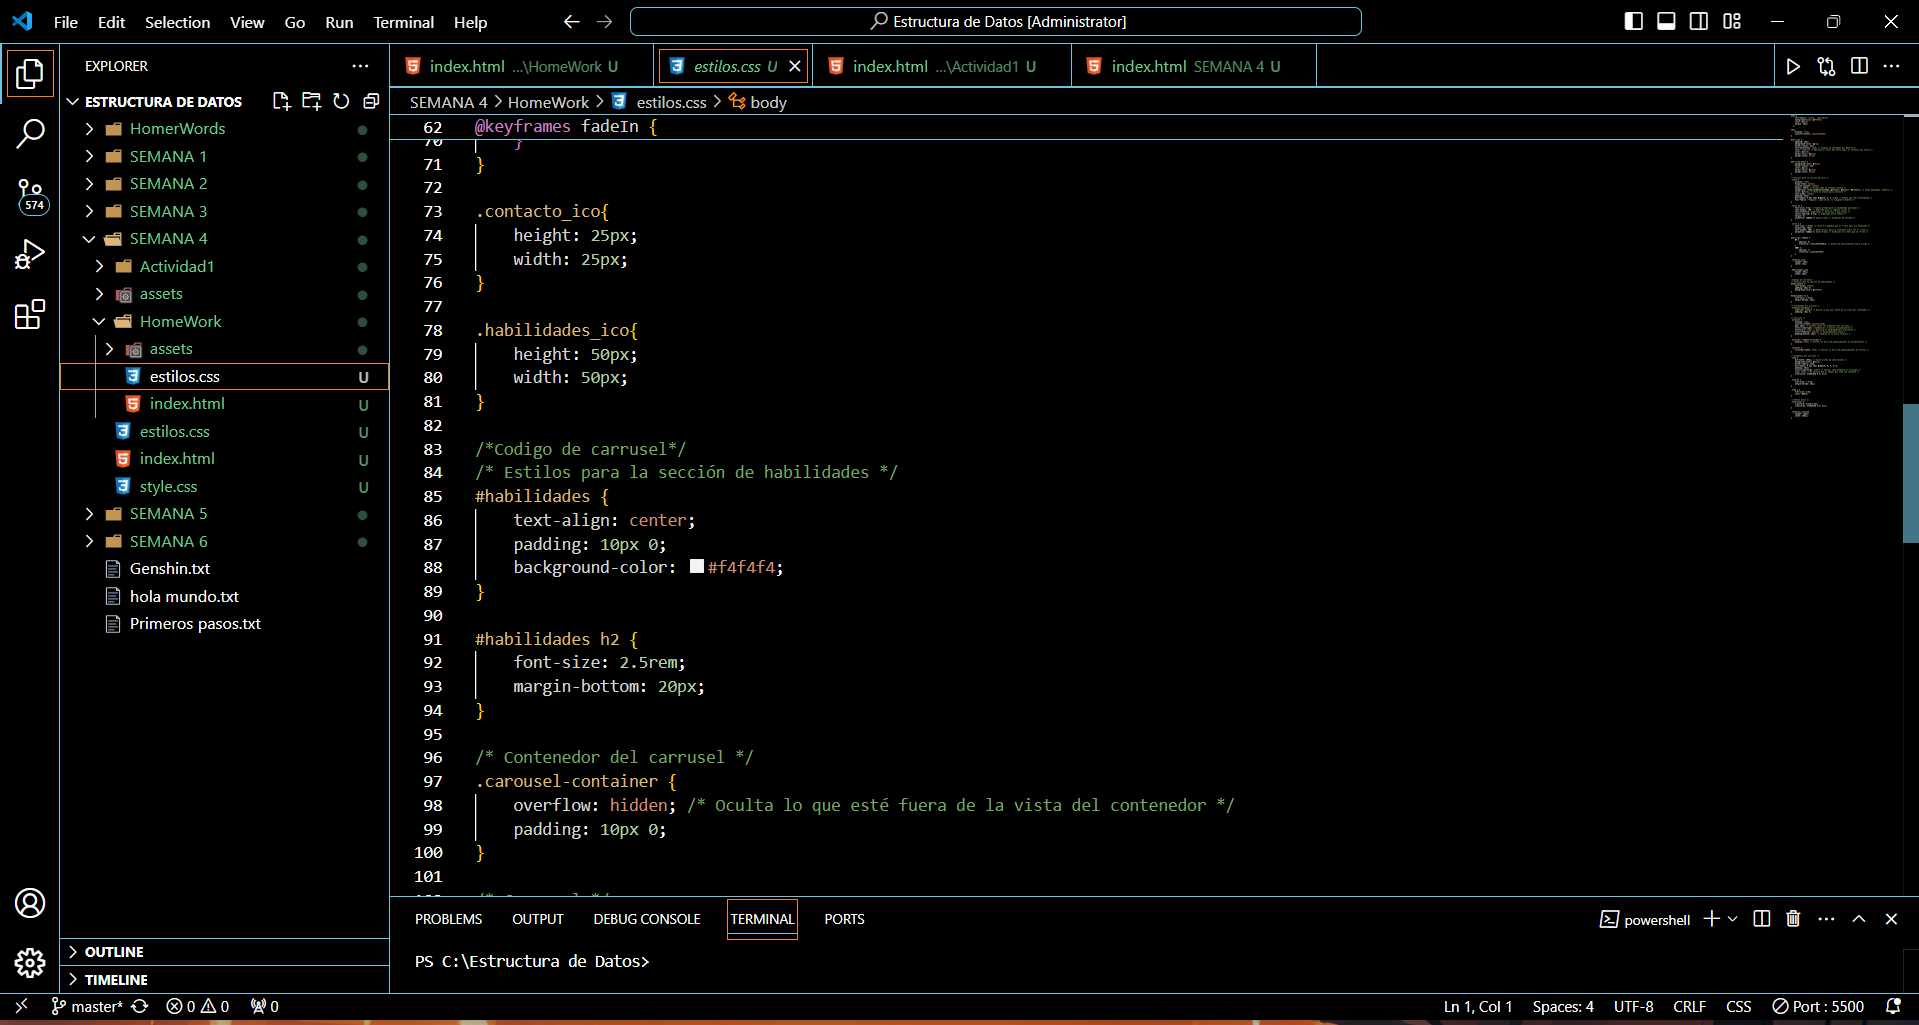 File Edit Selection View Go Run Terminal Help
Estructura de Datos [Administrator]
EXPLORER
ESTRUCTURA DE DATOS
HomerWords
SEMANA 1
SEMANA 2
SEMANA 3
SEMANA 4
Actividad1
assets
HomeWork
assets
estilos.css U
index.html U
estilos.css U
index.html U
style.css U
SEMANA 5
SEMANA 6
Genshin.txt
hola mundo.txt
Primeros pasos.txt
OUTLINE
TIMELINE
574
index.html ...\HomeWork U
estilos.css U
index.html ...\Actividad1 U
index.html SEMANA 4 U
SEMANA 4 > HomeWork > estilos.css > body
62 @keyframes fadeIn {
70 }
71 }
72
73 .contacto_ico{
74 height: 25px;
75 width: 25px;
76 }
77
78 .habilidades_ico{
79 height: 50px;
80 width: 50px;
81 }
82
83 /*Codigo de carrusel*/
84 /* Estilos para la sección de habilidades */
85 #habilidades {
86 text-align: center;
87 padding: 10px 0;
88 background-color: #f4f4f4;
89 }
90
91 #habilidades h2 {
92 font-size: 2.5rem;
93 margin-bottom: 20px;
94 }
95
96 /* Contenedor del carrusel */
97 .carousel-container {
98 overflow: hidden; /* Oculta lo que esté fuera de la vista del contenedor */
99 padding: 10px 0;
100 }
101
PROBLEMS OUTPUT DEBUG CONSOLE TERMINAL PORTS
powershell
PS C:\Estructura de Datos>
master* 0 0 0
Ln 1, Col 1 Spaces: 4 UTF-8 CRLF CSS Port : 5500